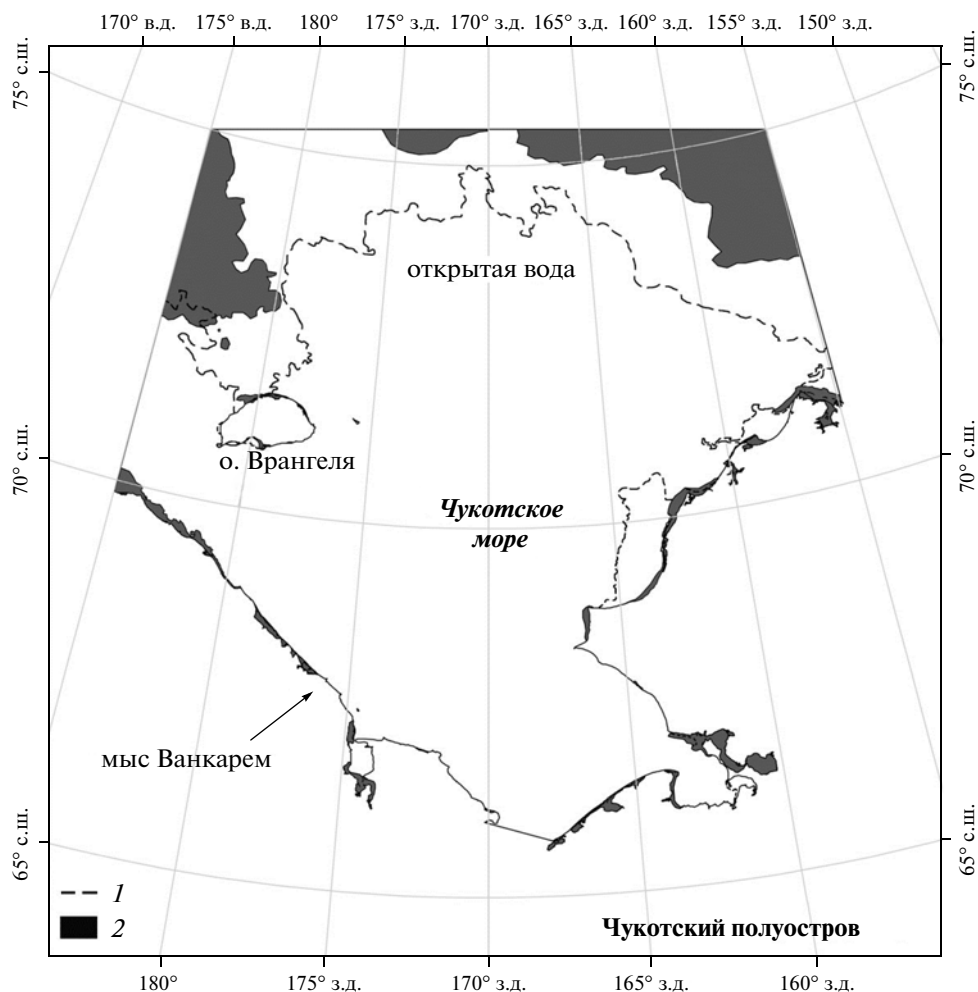 170° в.д. 175° в.д. 180° 175° з.д. 170° з.д. 165° з.д. 160° з.д. 155° з.д. 150° з.д.
75° с.ш.
75° с.ш.
открытая вода
о. Врангеля
70° с.ш.
70° с.ш.
Чукотское
море
мыс Ванкарем
65° с.ш.
65° с.ш.
1
2
Чукотский полуостров
180° 175° з.д. 170° з.д. 165° з.д. 160° з.д.